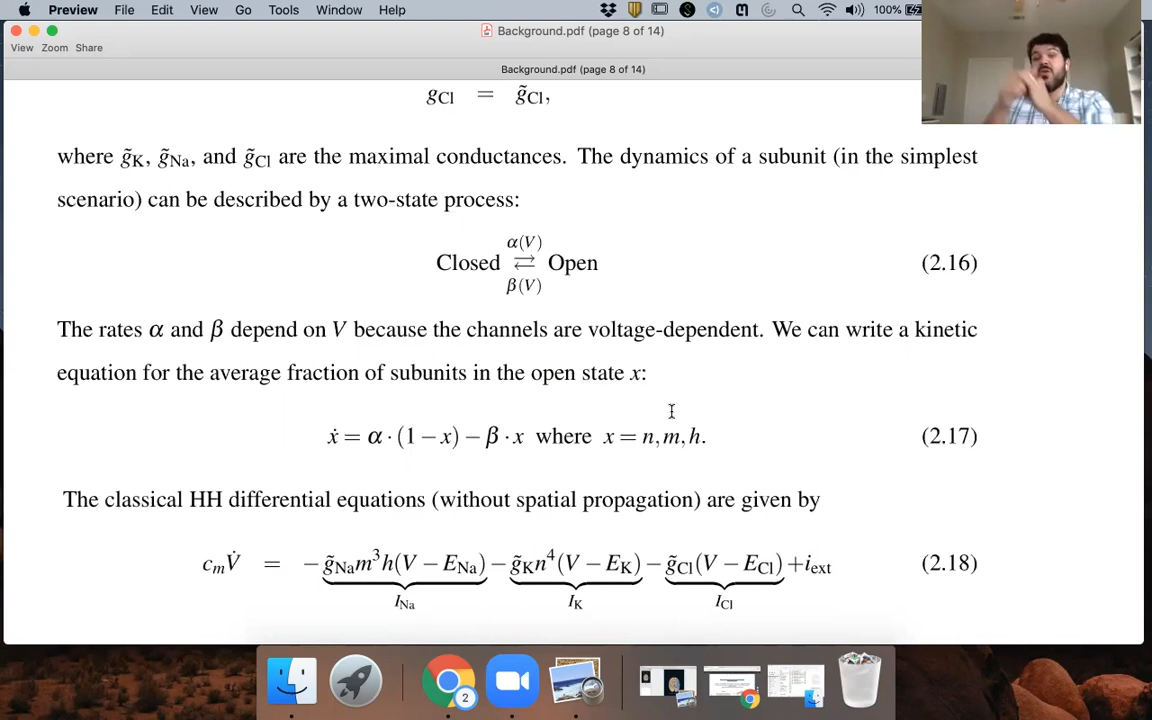 Preview File Edit View Go Tools Window Help 100%
Background.pdf (page 8 of 14)
View Zoom Share
Background.pdf (page 8 of 14)
g_Cl = g̃_Cl,
where g̃_K, g̃_Na, and g̃_Cl are the maximal conductances. The dynamics of a subunit (in the simplest
scenario) can be described by a two-state process:
α(V)
Closed ⇄ Open (2.16)
β(V)
The rates α and β depend on V because the channels are voltage-dependent. We can write a kinetic
equation for the average fraction of subunits in the open state x:
ẋ = α · (1 − x) − β · x where x = n, m, h. (2.17)
The classical HH differential equations (without spatial propagation) are given by
c_m V̇ = − g̃_Na m³h(V − E_Na) − g̃_K n⁴(V − E_K) − g̃_Cl(V − E_Cl) + i_ext (2.18)
I_Na I_K I_Cl
2